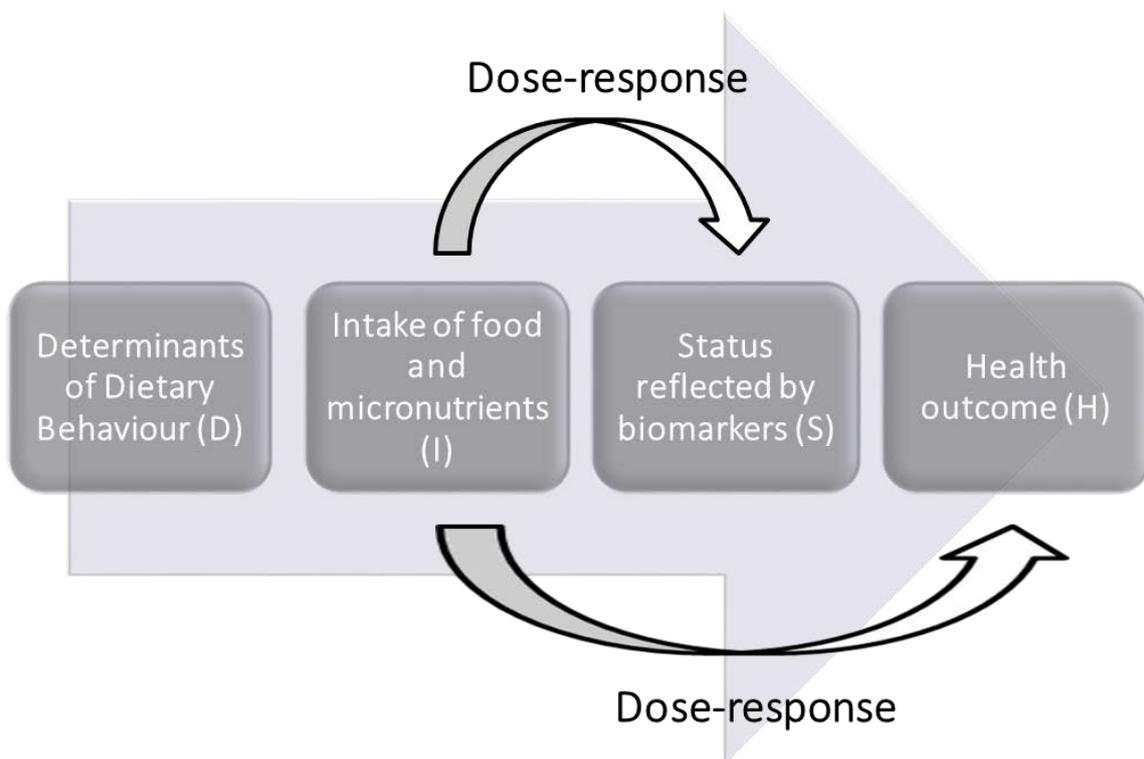 Dose-response
Determinants
of Dietary
Behaviour (D)
Intake of food
and
micronutrients
(I)
Status
reflected by
biomarkers (S)
Health
outcome (H)
Dose-response